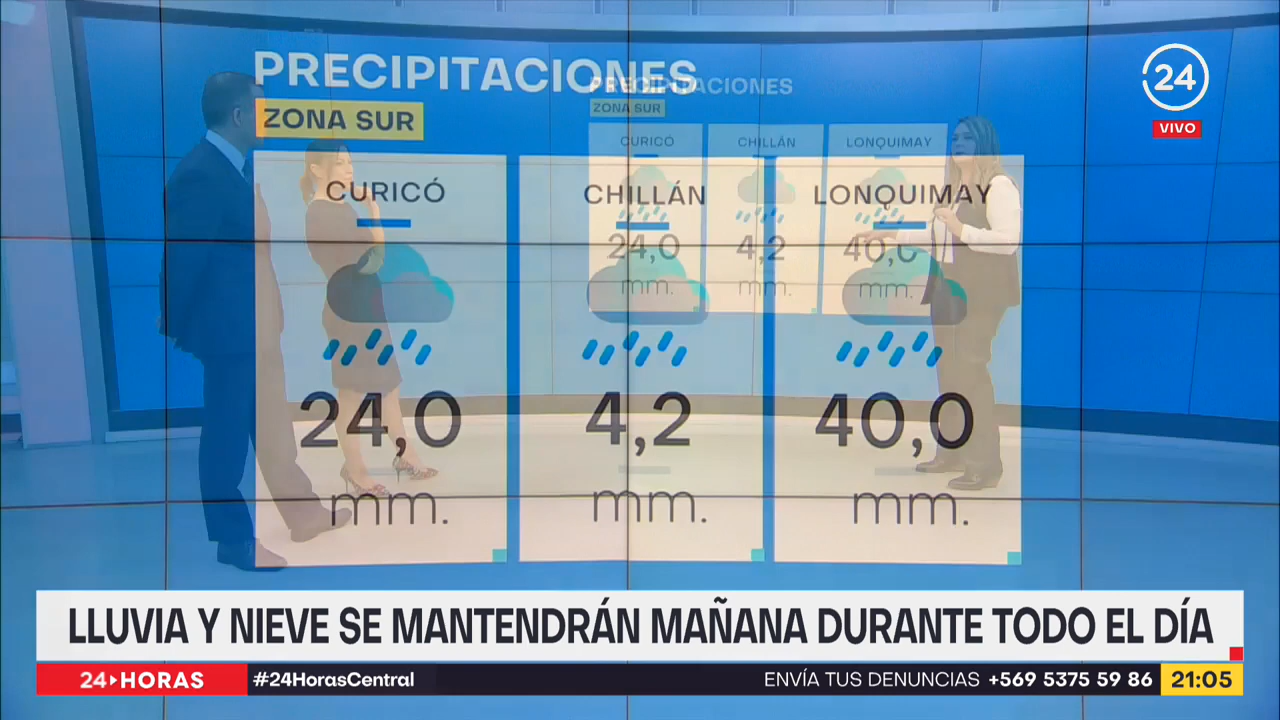 PRECIPITACIONES
ZONA SUR
CURICÓ
24,0
mm.
CHILLÁN
4,2
mm.
LONQUIMAY
40,0
mm.
PRECIPITACIONES
ZONA SUR
CURICÓ
24,0
mm.
CHILLÁN
4,2
mm.
LONQUIMAY
40,0
mm.
24
VIVO
LLUVIA Y NIEVE SE MANTENDRÁN MAÑANA DURANTE TODO EL DÍA
24 HORAS
#24HorasCentral
ENVÍA TUS DENUNCIAS +569 5375 59 86
21:05